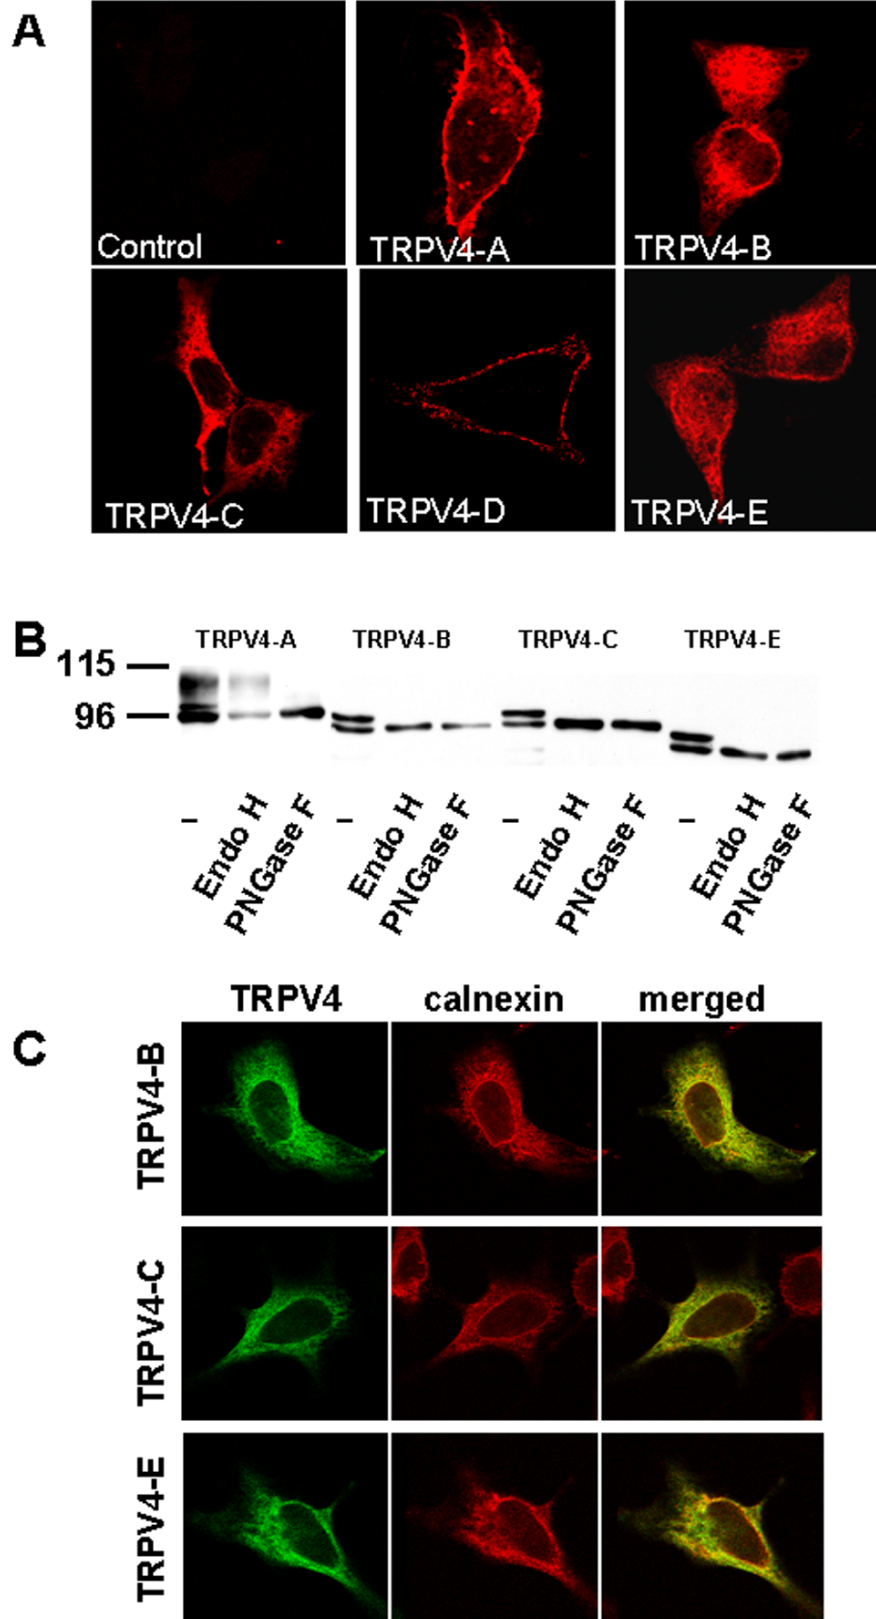 A
Control
TRPV4-A
TRPV4-B
TRPV4-C
TRPV4-D
TRPV4-E
B
TRPV4-A
TRPV4-B
TRPV4-C
TRPV4-E
115
96
– Endo H PNGase F – Endo H PNGase F – Endo H PNGase F – Endo H PNGase F
C
TRPV4 calnexin merged
TRPV4-B
TRPV4-C
TRPV4-E